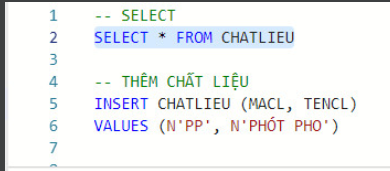 1 -- SELECT
2 SELECT * FROM CHATLIEU
3
4 -- THÊM CHẤT LIỆU
5 INSERT CHATLIEU (MACL, TENCL)
6 VALUES (N'PP', N'PHÓT PHO')
7